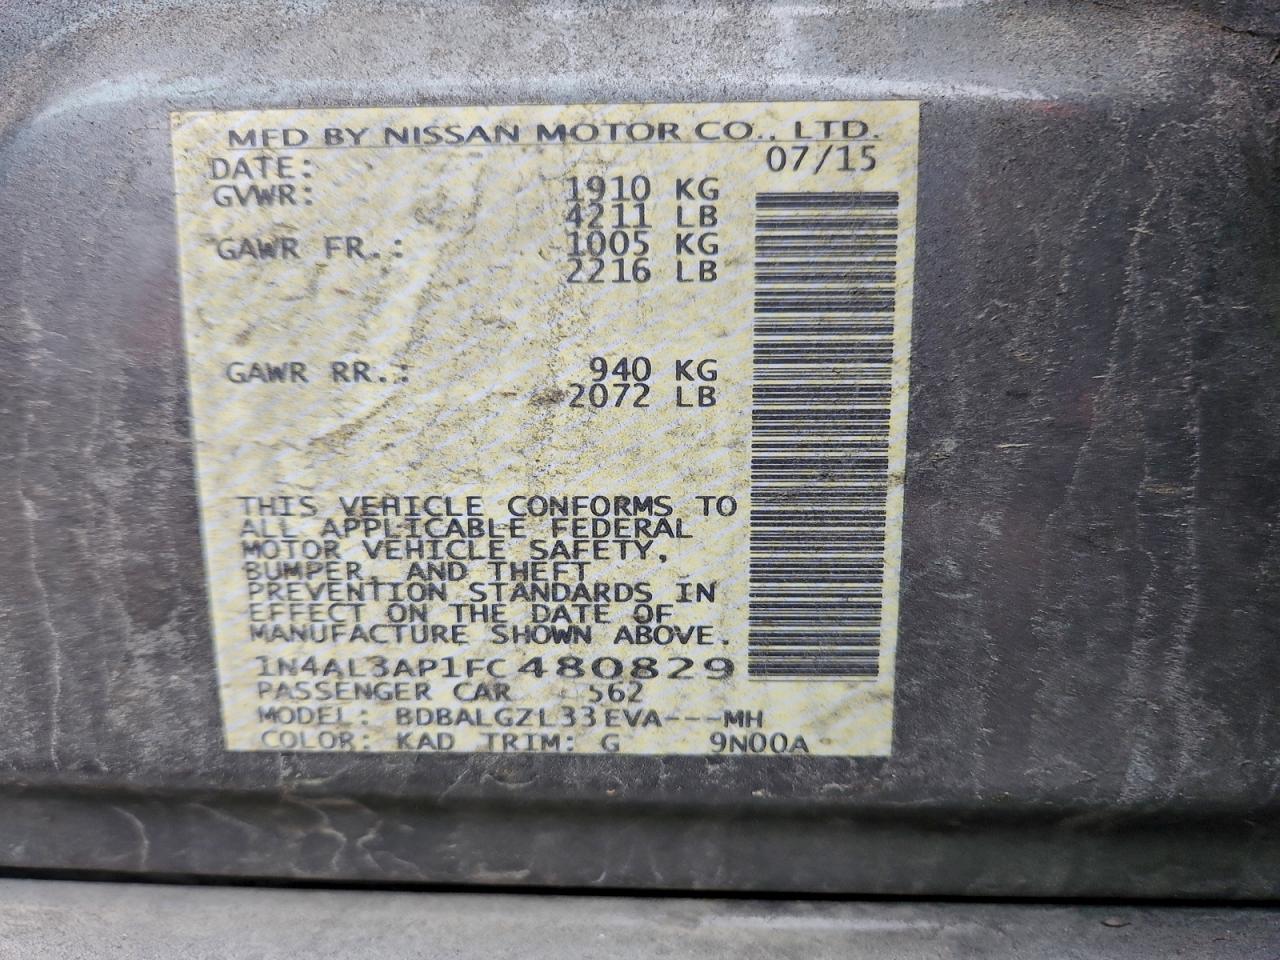 MFD BY NISSAN MOTOR CO., LTD.
DATE: 07/15
GVWR: 1910 KG
4211 LB
GAWR FR.: 1005 KG
2216 LB
GAWR RR.: 940 KG
2072 LB
THIS VEHICLE CONFORMS TO
ALL APPLICABLE FEDERAL
MOTOR VEHICLE SAFETY,
BUMPER, AND THEFT
PREVENTION STANDARDS IN
EFFECT ON THE DATE OF
MANUFACTURE SHOWN ABOVE.
1N4AL3AP1FC480829
PASSENGER CAR 562
MODEL: BDBALGZL33EVA---MH
COLOR: KAD TRIM: G 9N00A